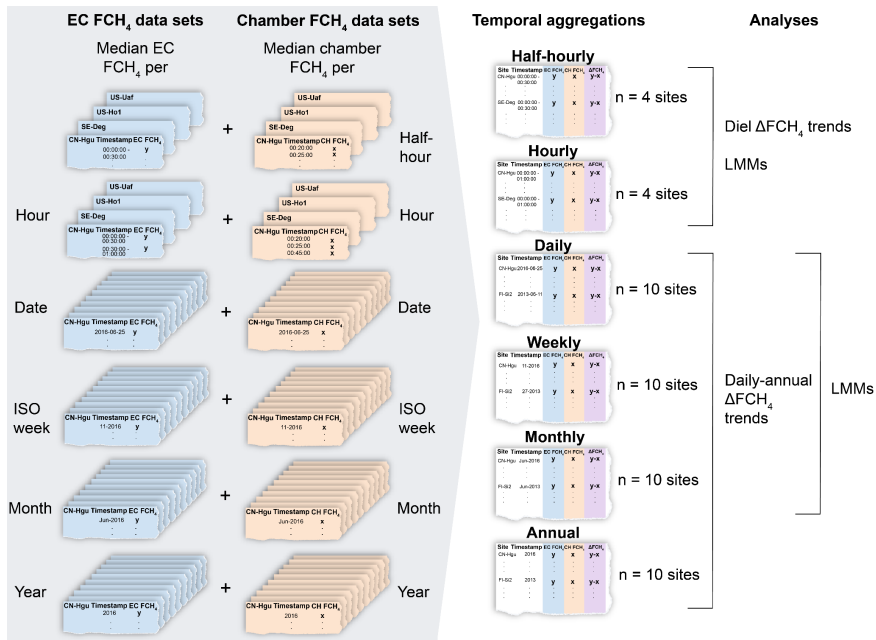 EC FCH4 data sets
Chamber FCH4 data sets
Temporal aggregations
Analyses
Median EC
FCH4 per
Median chamber
FCH4 per
US-Uaf
US-Ho1
SE-Deg
CN-Hgu Timestamp EC FCH4
00:00:00 - y
00:30:00
+
US-Uaf
US-Ho1
SE-Deg
CN-Hgu Timestamp CH FCH4
00:20:00 x
00:25:00 x
Half-
hour
Hour
US-Uaf
US-Ho1
SE-Deg
CN-Hgu Timestamp EC FCH4
00:00:00 - y
00:30:00
00:30:00 - y
01:00:00
+
US-Uaf
US-Ho1
SE-Deg
CN-Hgu Timestamp CH FCH4
00:20:00 x
00:25:00 x
00:45:00 x
Hour
Date
CN-Hgu Timestamp EC FCH4
2016-06-25 y
+
CN-Hgu Timestamp CH FCH4
2016-06-25 x
Date
ISO
week
CN-Hgu Timestamp EC FCH4
11-2016 y
+
CN-Hgu Timestamp CH FCH4
11-2016 x
ISO
week
Month
CN-Hgu Timestamp EC FCH4
Jun-2016 y
+
CN-Hgu Timestamp CH FCH4
Jun-2016 x
Month
Year
CN-Hgu Timestamp EC FCH4
2016 y
+
CN-Hgu Timestamp CH FCH4
2016 x
Year
Half-hourly
Site Timestamp EC FCH4 CH FCH4 ΔFCH4
CN-Hgu 00:00:00 - y x y-x
00:30:00
SE-Deg 00:00:00 - y x y-x
00:30:00
n = 4 sites
Hourly
Site Timestamp EC FCH4 CH FCH4 ΔFCH4
CN-Hgu 00:00:00 - y x y-x
01:00:00
SE-Deg 00:00:00 - y x y-x
01:00:00
n = 4 sites
Daily
Site Timestamp EC FCH4 CH FCH4 ΔFCH4
CN-Hgu 2016-06-25 y x y-x
FI-Si2 2013-06-11 y x y-x
n = 10 sites
Weekly
Site Timestamp EC FCH4 CH FCH4 ΔFCH4
CN-Hgu 11-2016 y x y-x
FI-Si2 27-2013 y x y-x
n = 10 sites
Monthly
Site Timestamp EC FCH4 CH FCH4 ΔFCH4
CN-Hgu Jun-2016 y x y-x
FI-Si2 Jun-2013 y x y-x
n = 10 sites
Annual
Site Timestamp EC FCH4 CH FCH4 ΔFCH4
CN-Hgu 2016 y x y-x
FI-Si2 2013 y x y-x
n = 10 sites
Diel ΔFCH4 trends
LMMs
Daily-annual
ΔFCH4
trends
LMMs